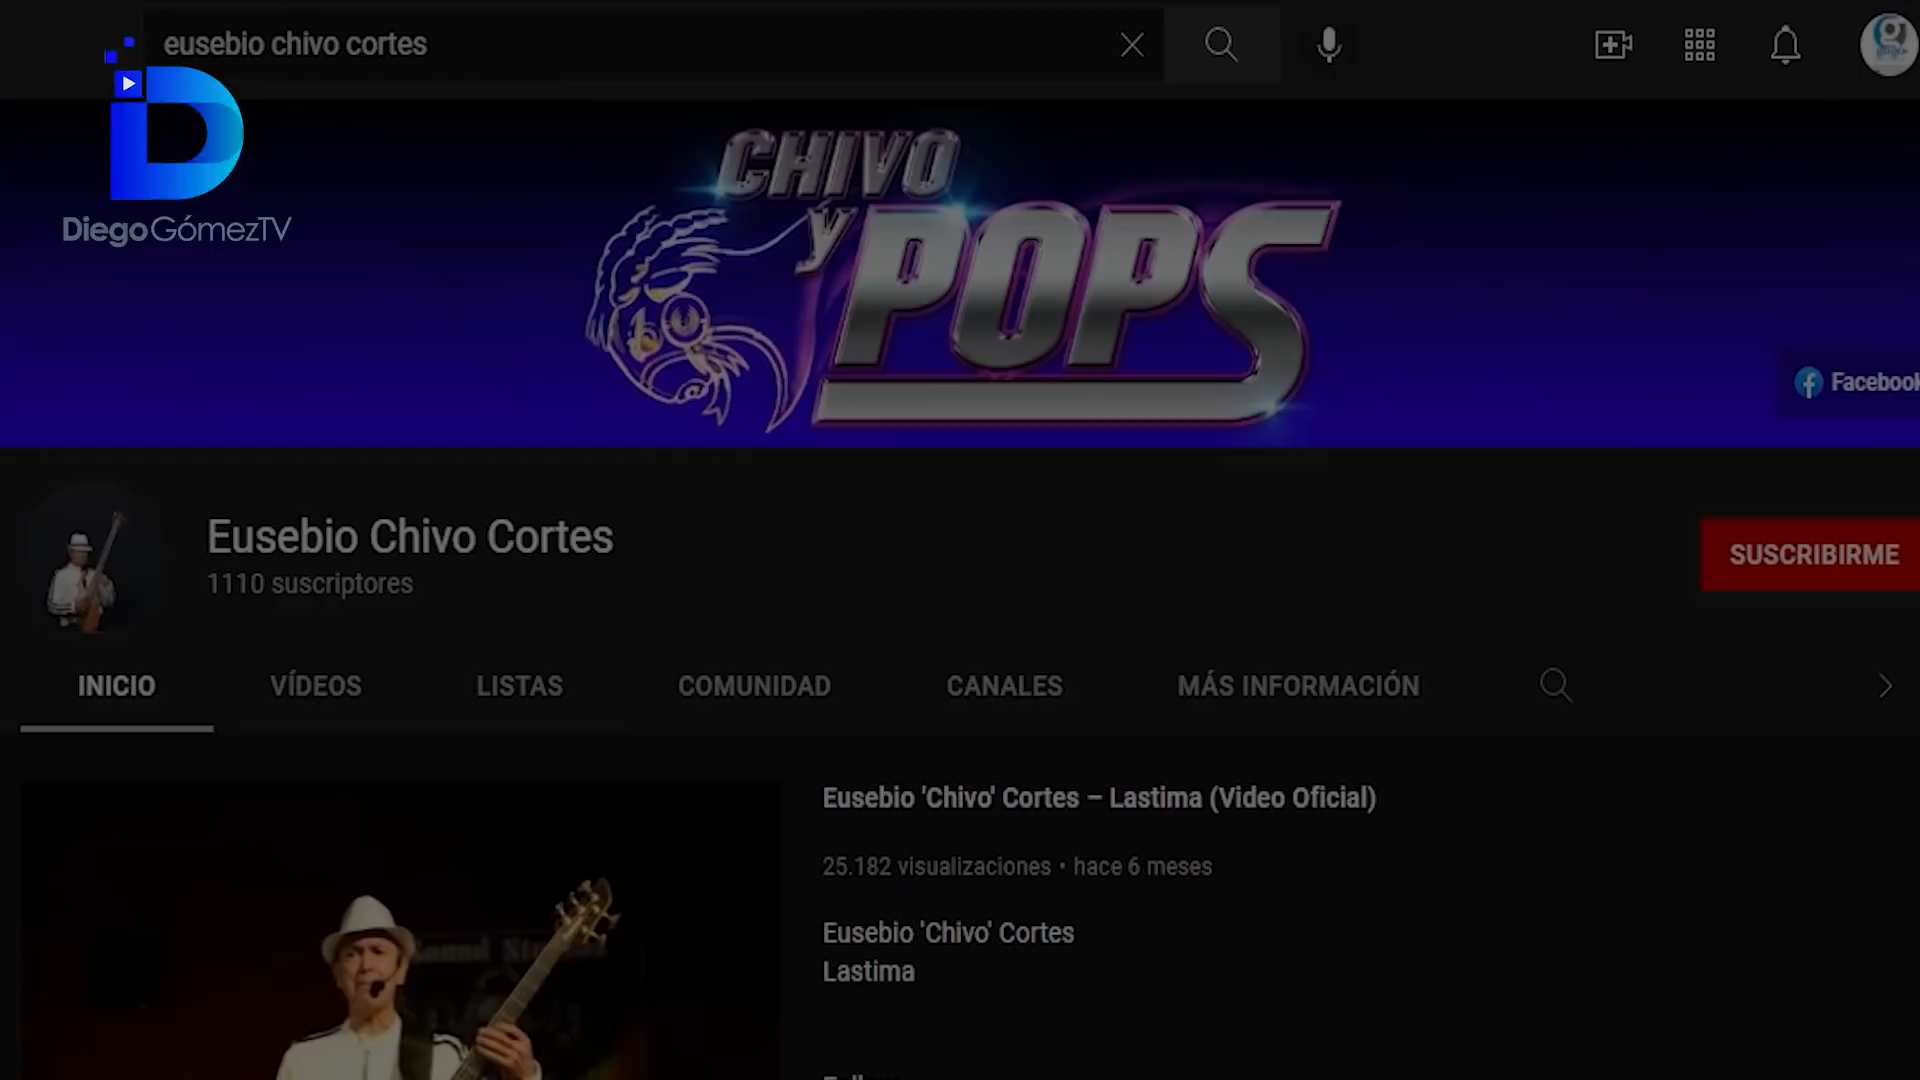 eusebio chivo cortes
DiegoGómezTV
CHIVO
y POPS
Facebook
Eusebio Chivo Cortes
1110 suscriptores
SUSCRIBIRME
INICIO
VÍDEOS
LISTAS
COMUNIDAD
CANALES
MÁS INFORMACIÓN
Eusebio 'Chivo' Cortes – Lastima (Video Oficial)
25.182 visualizaciones • hace 6 meses
Eusebio 'Chivo' Cortes
Lastima